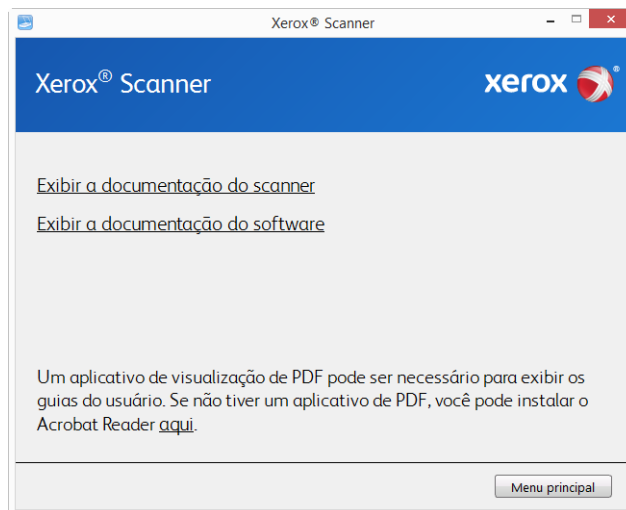 Xerox® Scanner
Xerox® Scanner
xerox®
Exibir a documentação do scanner
Exibir a documentação do software
Um aplicativo de visualização de PDF pode ser necessário para exibir os
guias do usuário. Se não tiver um aplicativo de PDF, você pode instalar o
Acrobat Reader aqui.
Menu principal